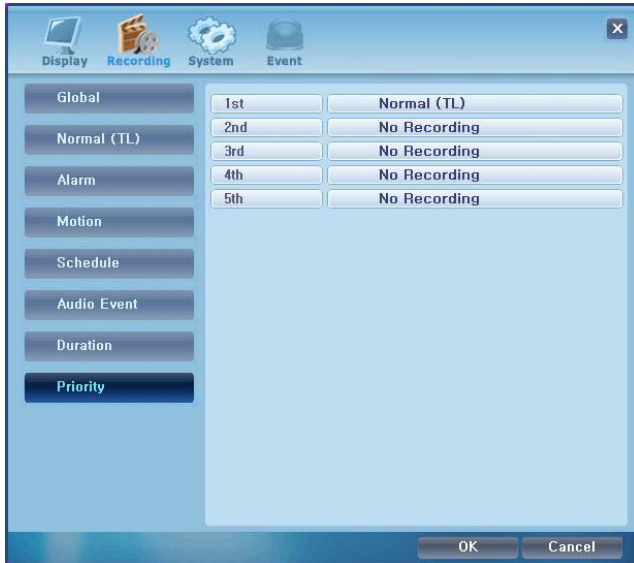 Display Recording System Event
Global
Normal (TL)
Alarm
Motion
Schedule
Audio Event
Duration
Priority
1st Normal (TL)
2nd No Recording
3rd No Recording
4th No Recording
5th No Recording
OK Cancel